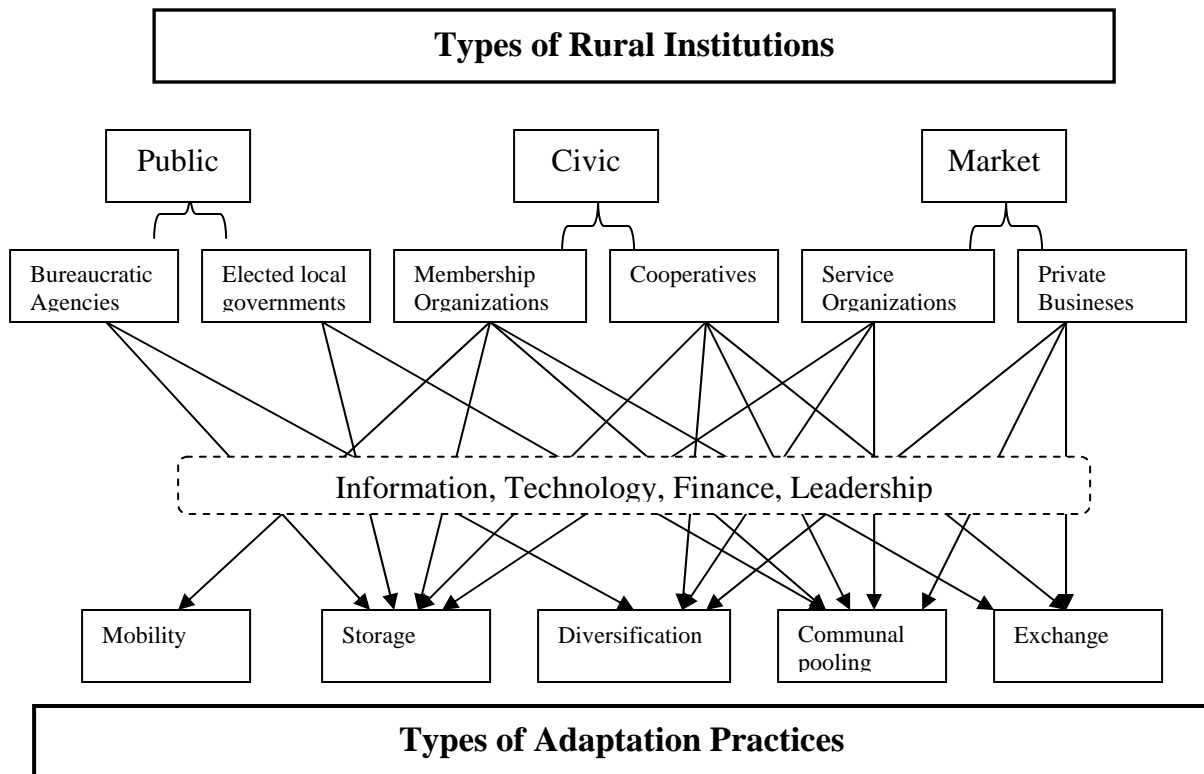 Types of Rural Institutions
Public
Civic
Market
Bureaucratic
Agencies
Elected local
governments
Membership
Organizations
Cooperatives
Service
Organizations
Private
Busineses
Information, Technology, Finance, Leadership
Mobility
Storage
Diversification
Communal
pooling
Exchange
Types of Adaptation Practices